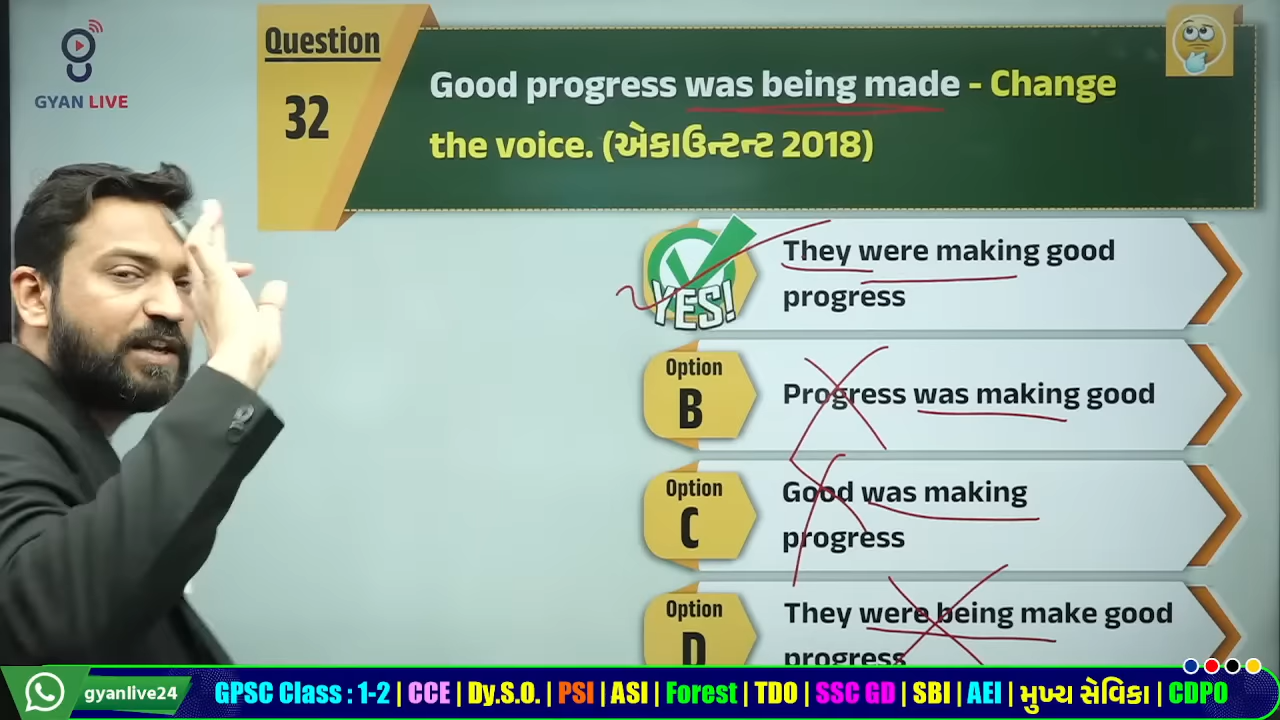 GYAN LIVE
Question
32
Good progress was being made - Change
the voice. (એકાઉન્ટન્ટ 2018)
YES!
They were making good
progress
Option
B
Progress was making good
Option
C
Good was making
progress
Option
D
They were being make good
progress
gyanlive24
GPSC Class : 1-2 | CCE | Dy.S.O. | PSI | ASI | Forest | TDO | SSC GD | SBI | AEI | મુખ્ય સેવિકા | CDPO